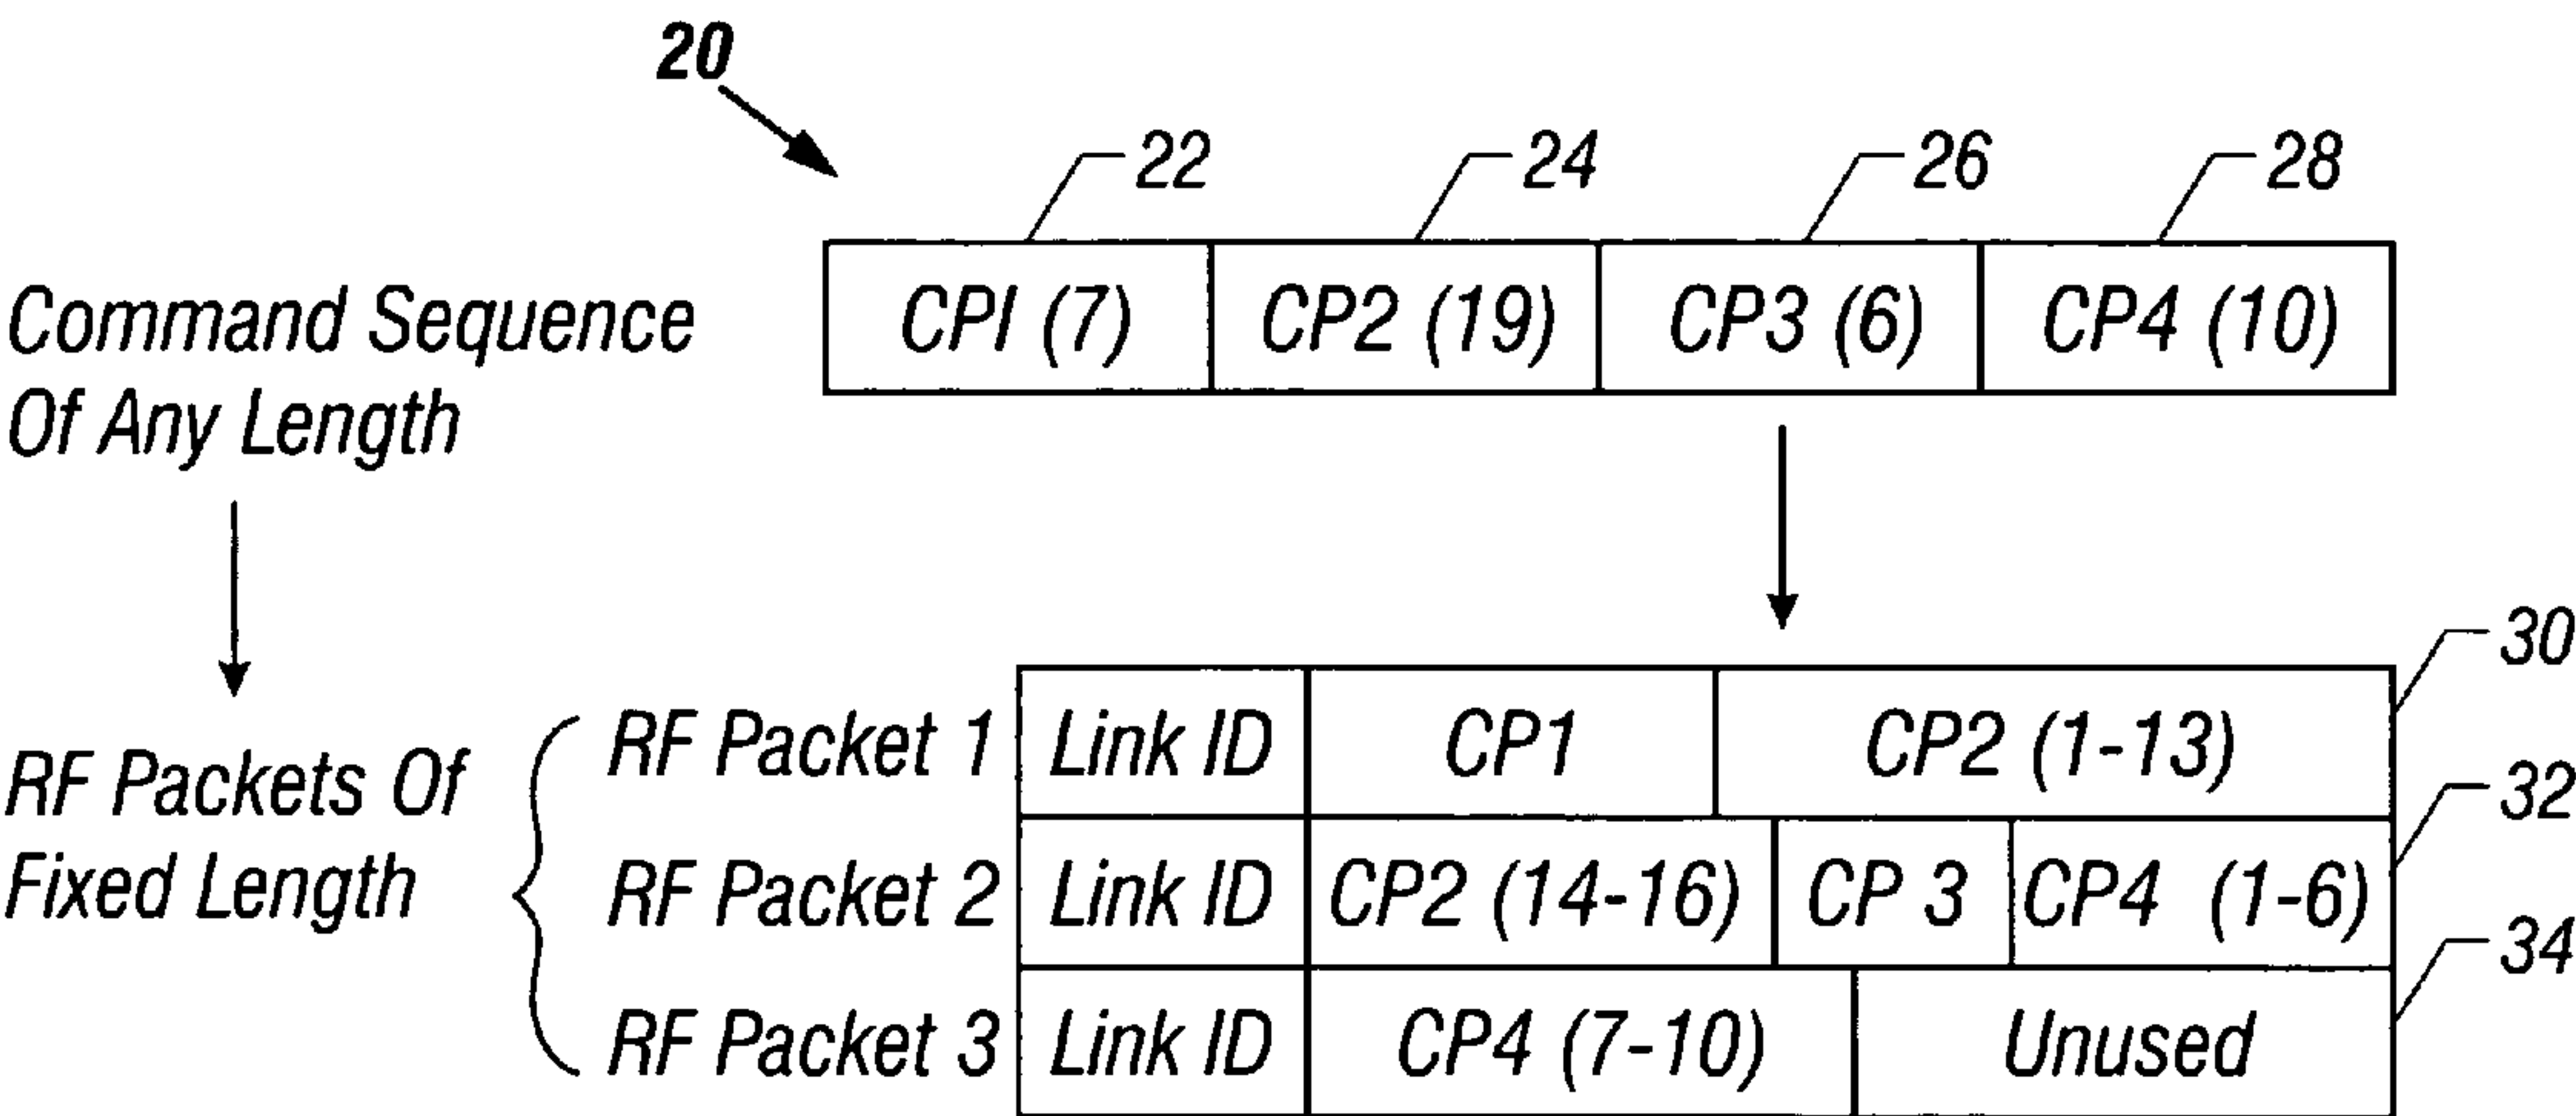 20
22 24 26 28
Command Sequence
Of Any Length
CPI (7) CP2 (19) CP3 (6) CP4 (10)
RF Packets Of
Fixed Length
30
RF Packet 1 Link ID CP1 CP2 (1-13)
32
RF Packet 2 Link ID CP2 (14-16) CP 3 CP4 (1-6)
34
RF Packet 3 Link ID CP4 (7-10) Unused